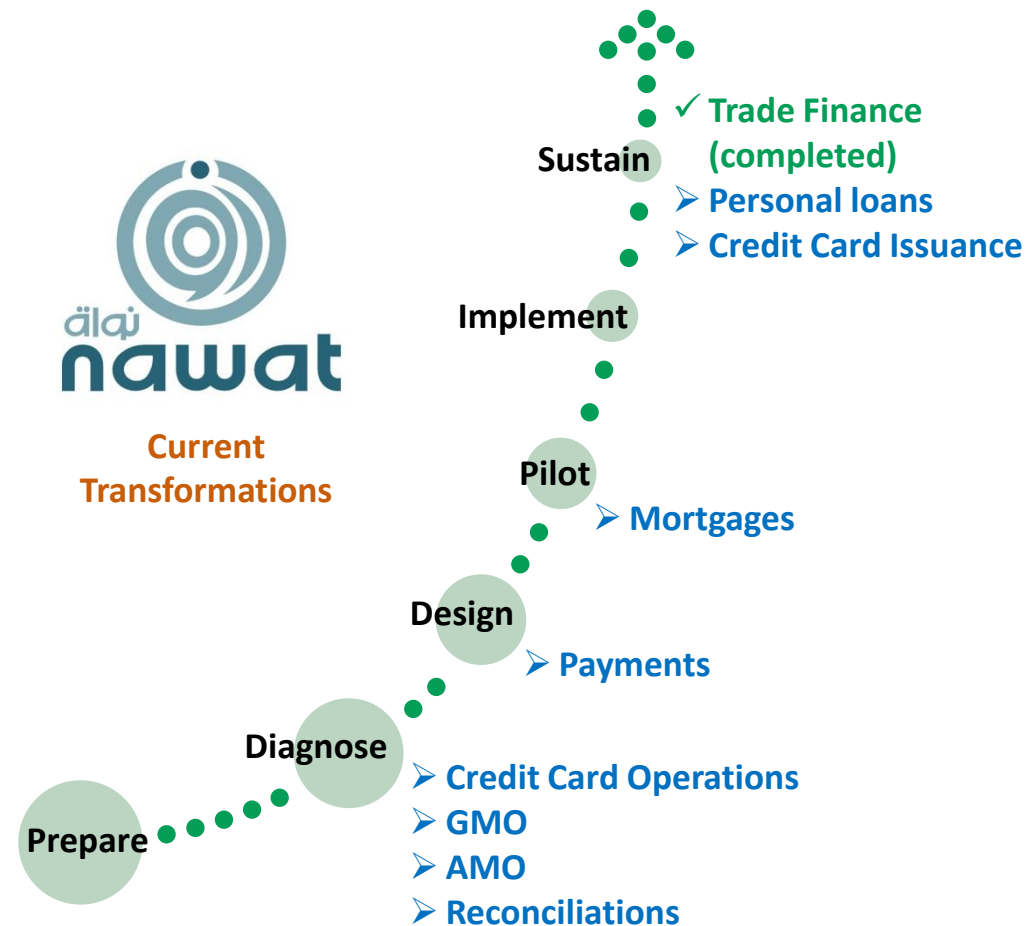 ✓ Trade Finance
(completed)
Sustain
➢ Personal loans
➢ Credit Card Issuance
Implement
نواة
nawat
Current
Transformations
Pilot
➢ Mortgages
Design
➢ Payments
Diagnose
➢ Credit Card Operations
➢ GMO
➢ AMO
➢ Reconciliations
Prepare